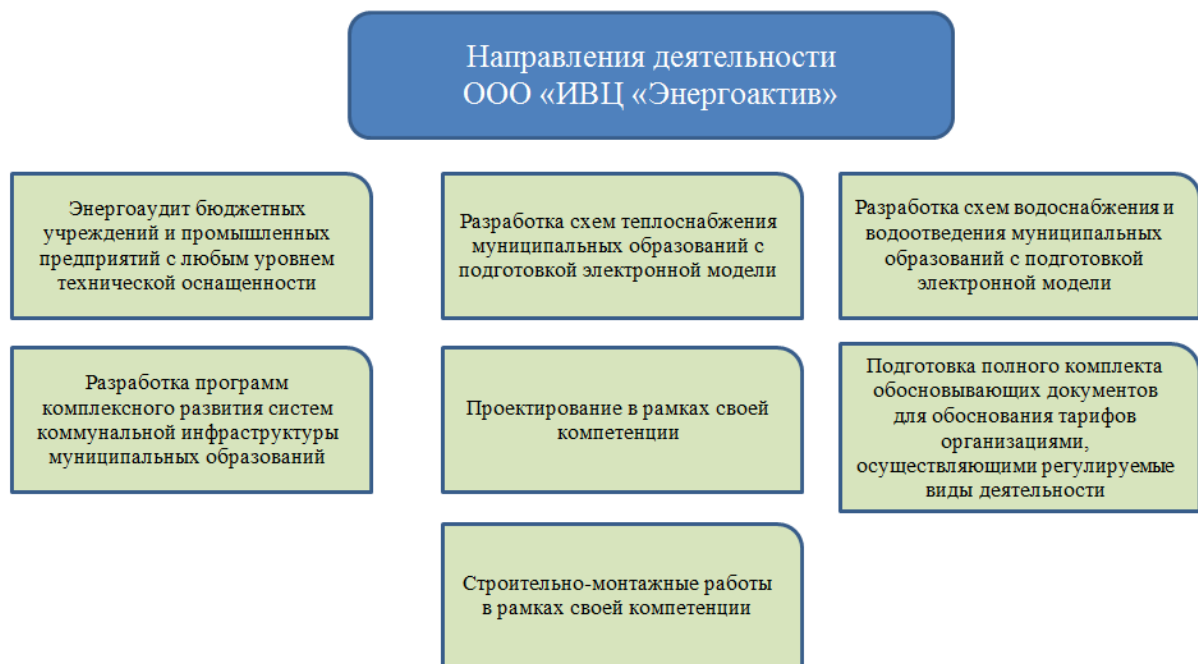 Направления деятельности
ООО «ИВЦ «Энергоактив»
Энергоаудит бюджетных
учреждений и промышленных
предприятий с любым уровнем
технической оснащенности
Разработка схем теплоснабжения
муниципальных образований с
подготовкой электронной модели
Разработка схем водоснабжения и
водоотведения муниципальных
образований с подготовкой
электронной модели
Разработка программ
комплексного развития систем
коммунальной инфраструктуры
муниципальных образований
Проектирование в рамках своей
компетенции
Подготовка полного комплекта
обосновывающих документов
для обоснования тарифов
организациями,
осуществляющими регулируемые
виды деятельности
Строительно-монтажные работы
в рамках своей компетенции